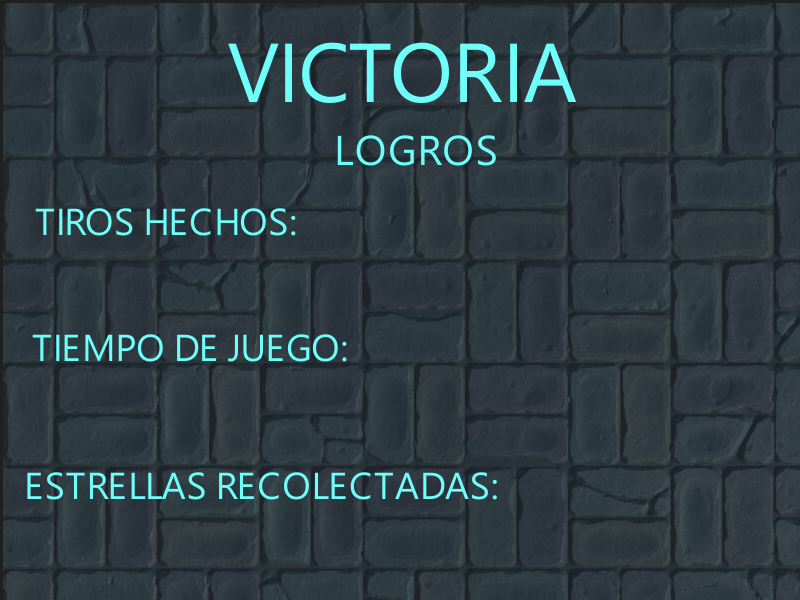 VICTORIA
LOGROS
TIROS HECHOS:
TIEMPO DE JUEGO:
ESTRELLAS RECOLECTADAS: